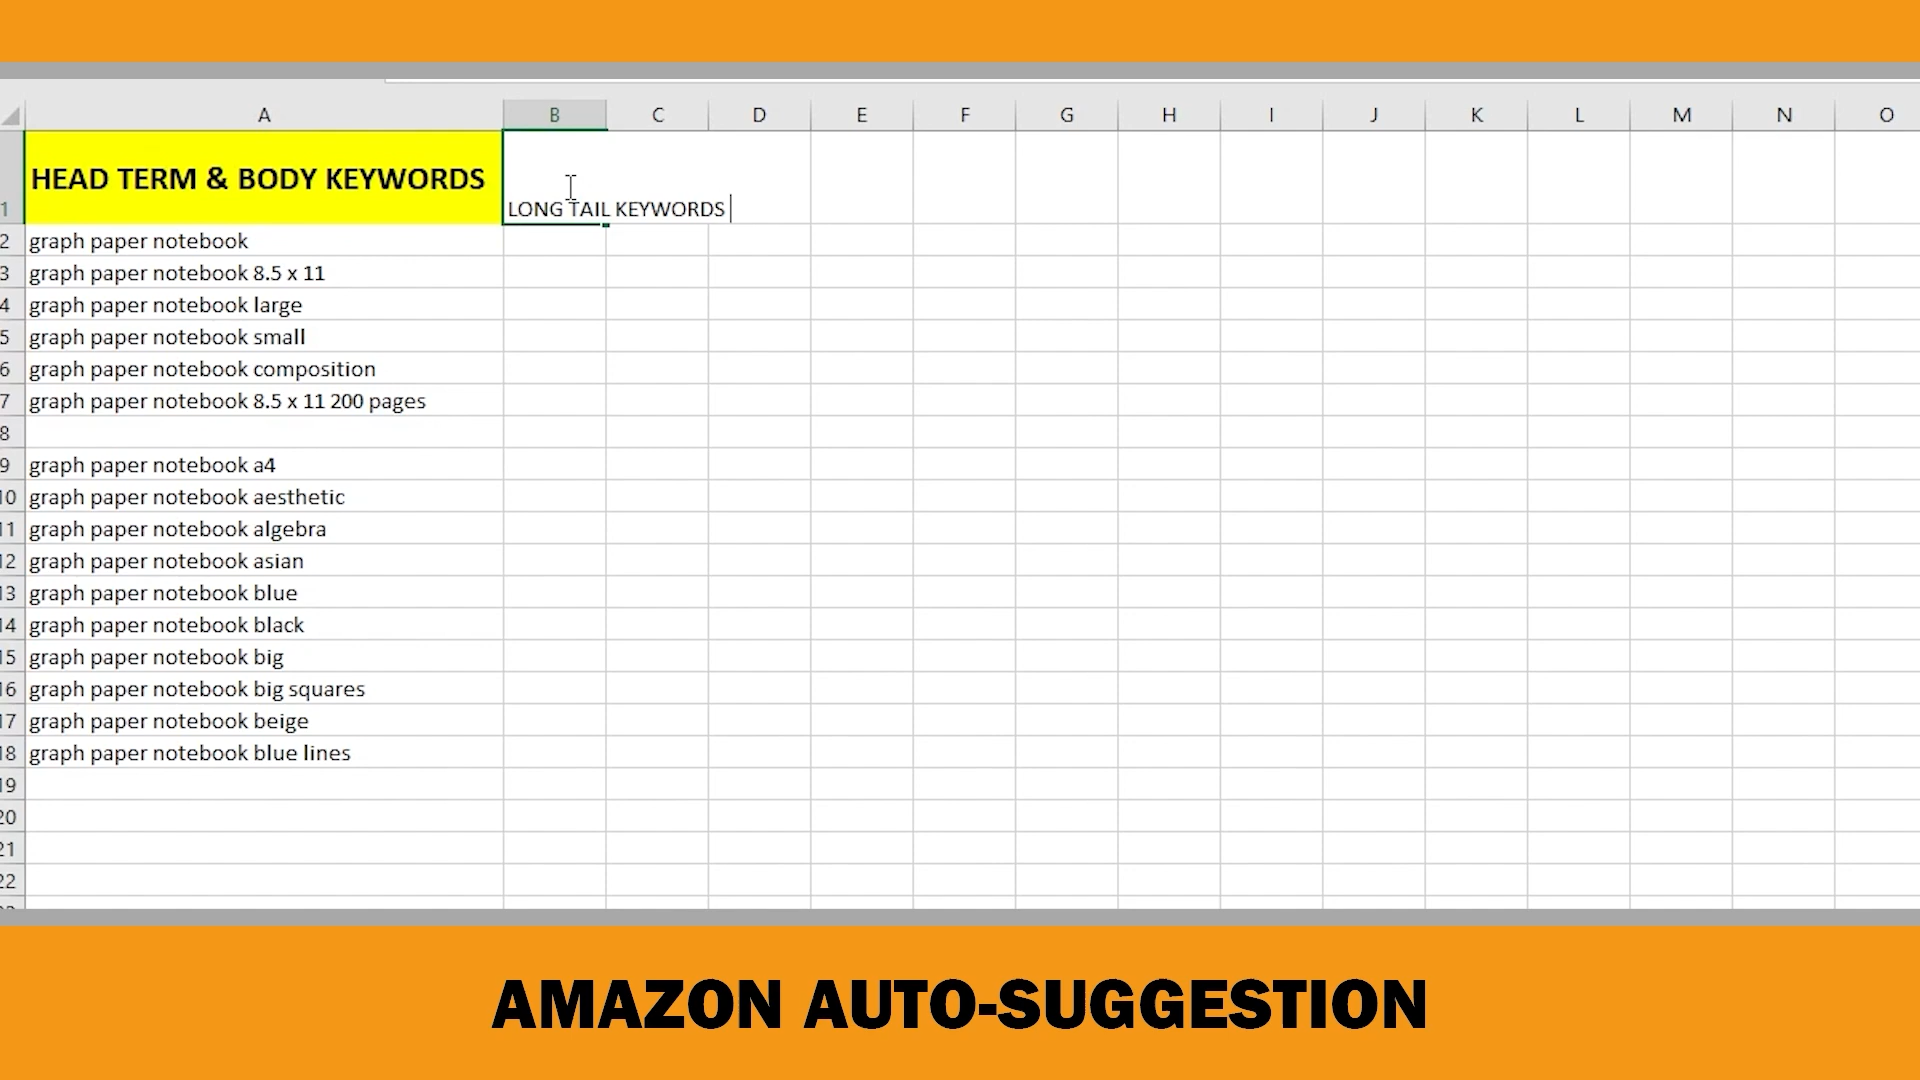 A B C D E F G H I J K L M N O
1 HEAD TERM & BODY KEYWORDS LONG TAIL KEYWORDS
2 graph paper notebook
3 graph paper notebook 8.5 x 11
4 graph paper notebook large
5 graph paper notebook small
6 graph paper notebook composition
7 graph paper notebook 8.5 x 11 200 pages
8
9 graph paper notebook a4
10 graph paper notebook aesthetic
11 graph paper notebook algebra
12 graph paper notebook asian
13 graph paper notebook blue
14 graph paper notebook black
15 graph paper notebook big
16 graph paper notebook big squares
17 graph paper notebook beige
18 graph paper notebook blue lines
19
20
21
22
AMAZON AUTO-SUGGESTION